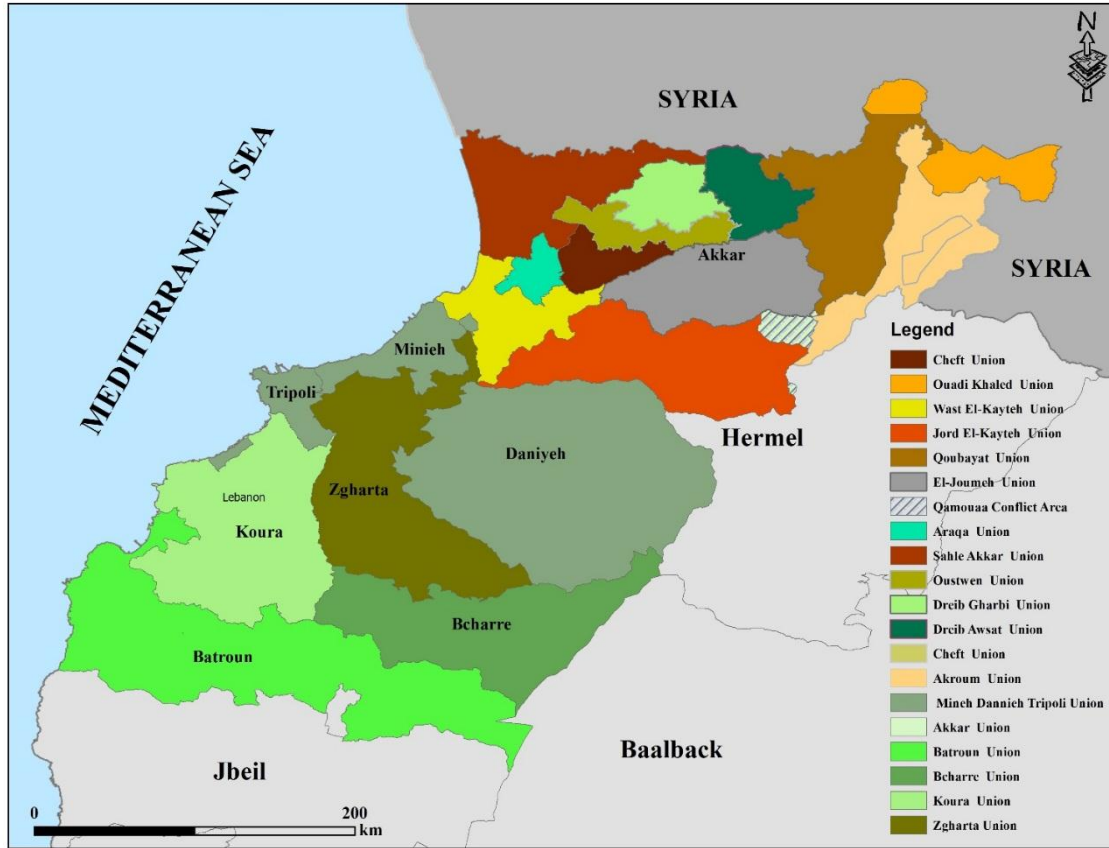 SYRIA
MEDITERRANEAN SEA
SYRIA
Akkar
Minieh
Tripoli
Hermel
Daniyeh
Zgharta
Lebanon
Koura
Bcharre
Batroun
Baalback
Jbeil
0 200
km
Legend
Cheft Union
Ouadi Khaled Union
Wast El-Kayteh Union
Jord El-Kayteh Union
Qoubayat Union
El-Joumeh Union
Qamouaa Conflict Area
Araqa Union
Sahle Akkar Union
Oustwen Union
Dreib Gharbi Union
Dreib Awsat Union
Cheft Union
Akroum Union
Mineh Dannieh Tripoli Union
Akkar Union
Batroun Union
Bcharre Union
Koura Union
Zgharta Union